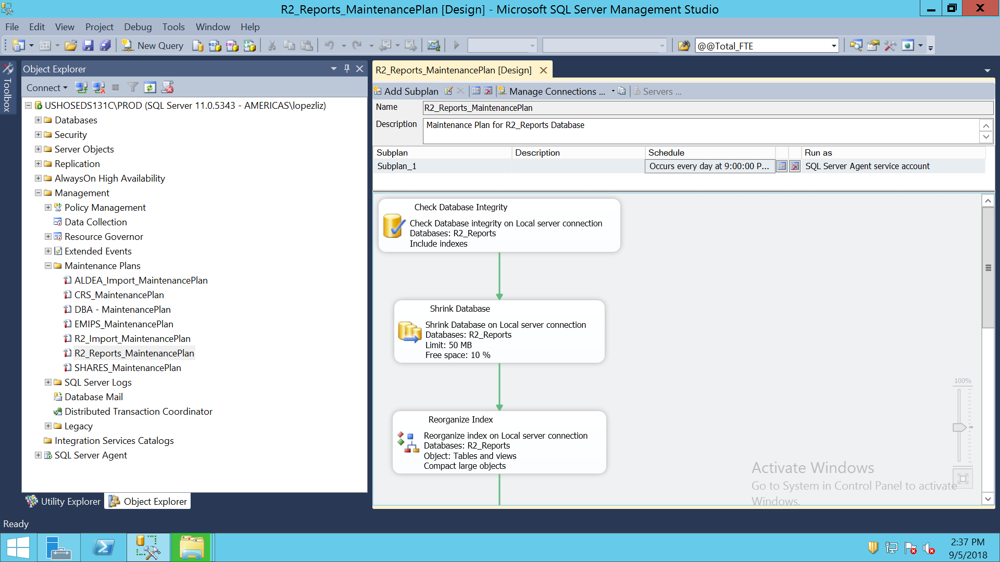 R2_Reports_MaintenancePlan [Design] - Microsoft SQL Server Management Studio
File Edit View Project Debug Tools Window Help
New Query
@@Total_FTE
Toolbox
Object Explorer
Connect
USHOSEDS131C\PROD (SQL Server 11.0.5343 - AMERICAS\lopezliz)
Databases
Security
Server Objects
Replication
AlwaysOn High Availability
Management
Policy Management
Data Collection
Resource Governor
Extended Events
Maintenance Plans
ALDEA_Import_MaintenancePlan
CRS_MaintenancePlan
DBA - MaintenancePlan
EMIPS_MaintenancePlan
R2_Import_MaintenancePlan
R2_Reports_MaintenancePlan
SHARES_MaintenancePlan
SQL Server Logs
Database Mail
Distributed Transaction Coordinator
Legacy
Integration Services Catalogs
SQL Server Agent
Utility Explorer
Object Explorer
R2_Reports_MaintenancePlan [Design]
Add Subplan Manage Connections ... Servers ...
Name R2_Reports_MaintenancePlan
Description Maintenance Plan for R2_Reports Database
Subplan Description Schedule Run as
Subplan_1 Occurs every day at 9:00:00 P... SQL Server Agent service account
Check Database Integrity
Check Database integrity on Local server connection
Databases: R2_Reports
Include indexes
Shrink Database
Shrink Database on Local server connection
Databases: R2_Reports
Limit: 50 MB
Free space: 10 %
Reorganize Index
Reorganize index on Local server connection
Databases: R2_Reports
Object: Tables and views
Compact large objects
100%
Activate Windows
Go to System in Control Panel to activate
Windows.
Ready
2:37 PM
9/5/2018